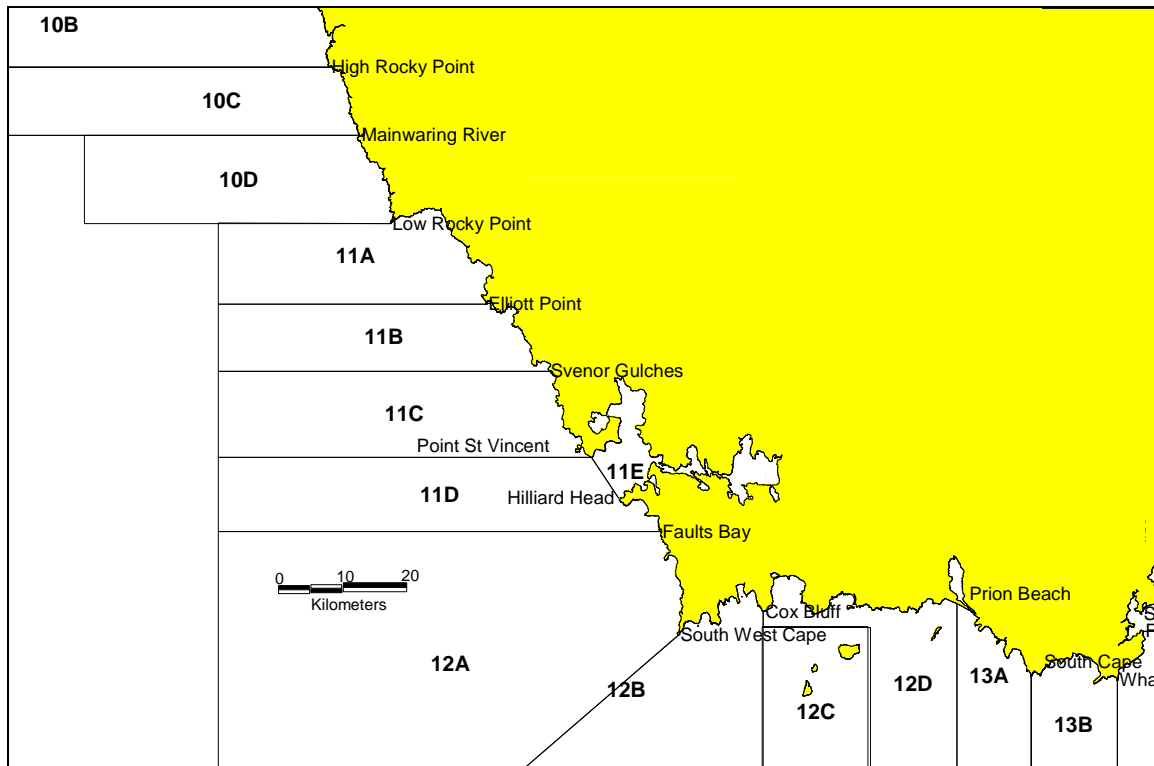 10B
High Rocky Point
10C
Mainwaring River
10D
Low Rocky Point
11A
Elliott Point
11B
Svenor Gulches
11C
Point St Vincent
11E
11D
Hilliard Head
Faults Bay
0 10 20
Kilometers
Prion Beach
Cox Bluff
South West Cape
South Cape
12A
12B
12C
12D
13A
13B